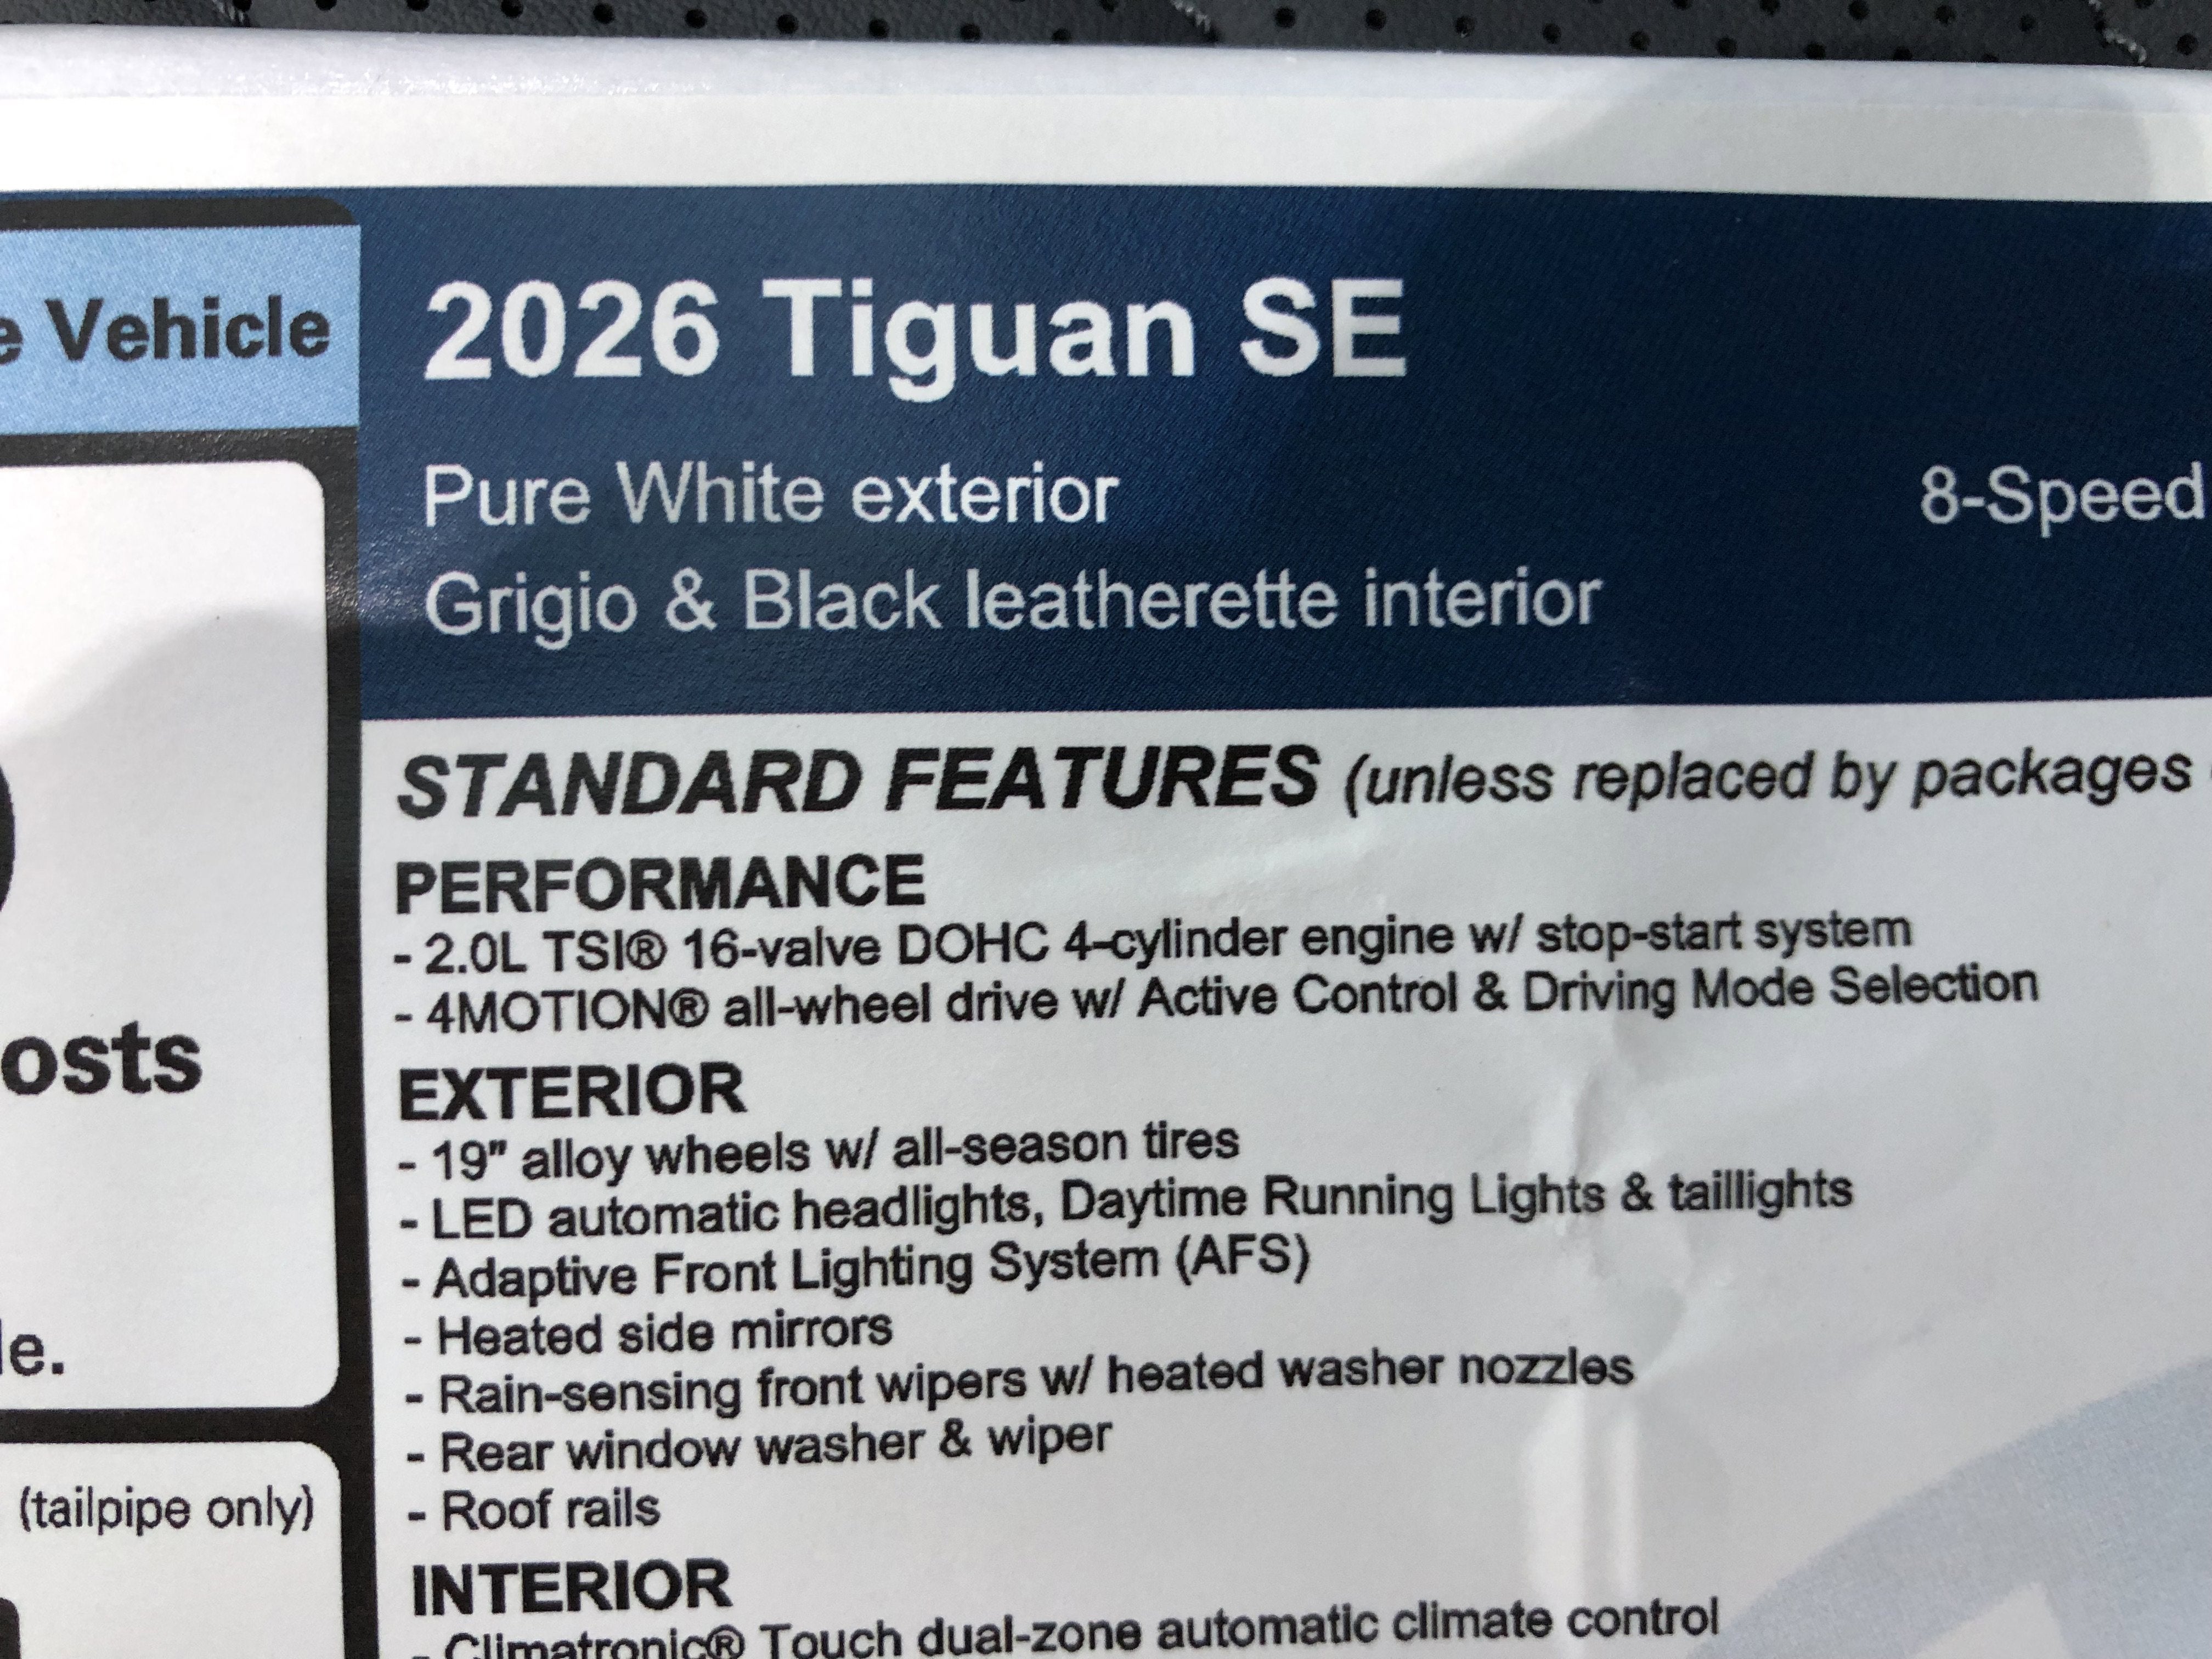 e Vehicle
2026 Tiguan SE
Pure White exterior
8-Speed
Grigio & Black leatherette interior
STANDARD FEATURES (unless replaced by packages
PERFORMANCE
- 2.0L TSI® 16-valve DOHC 4-cylinder engine w/ stop-start system
- 4MOTION® all-wheel drive w/ Active Control & Driving Mode Selection
EXTERIOR
- 19" alloy wheels w/ all-season tires
- LED automatic headlights, Daytime Running Lights & taillights
- Adaptive Front Lighting System (AFS)
- Heated side mirrors
- Rain-sensing front wipers w/ heated washer nozzles
- Rear window washer & wiper
- Roof rails
INTERIOR
- Climatronic® Touch dual-zone automatic climate control
osts
le.
(tailpipe only)